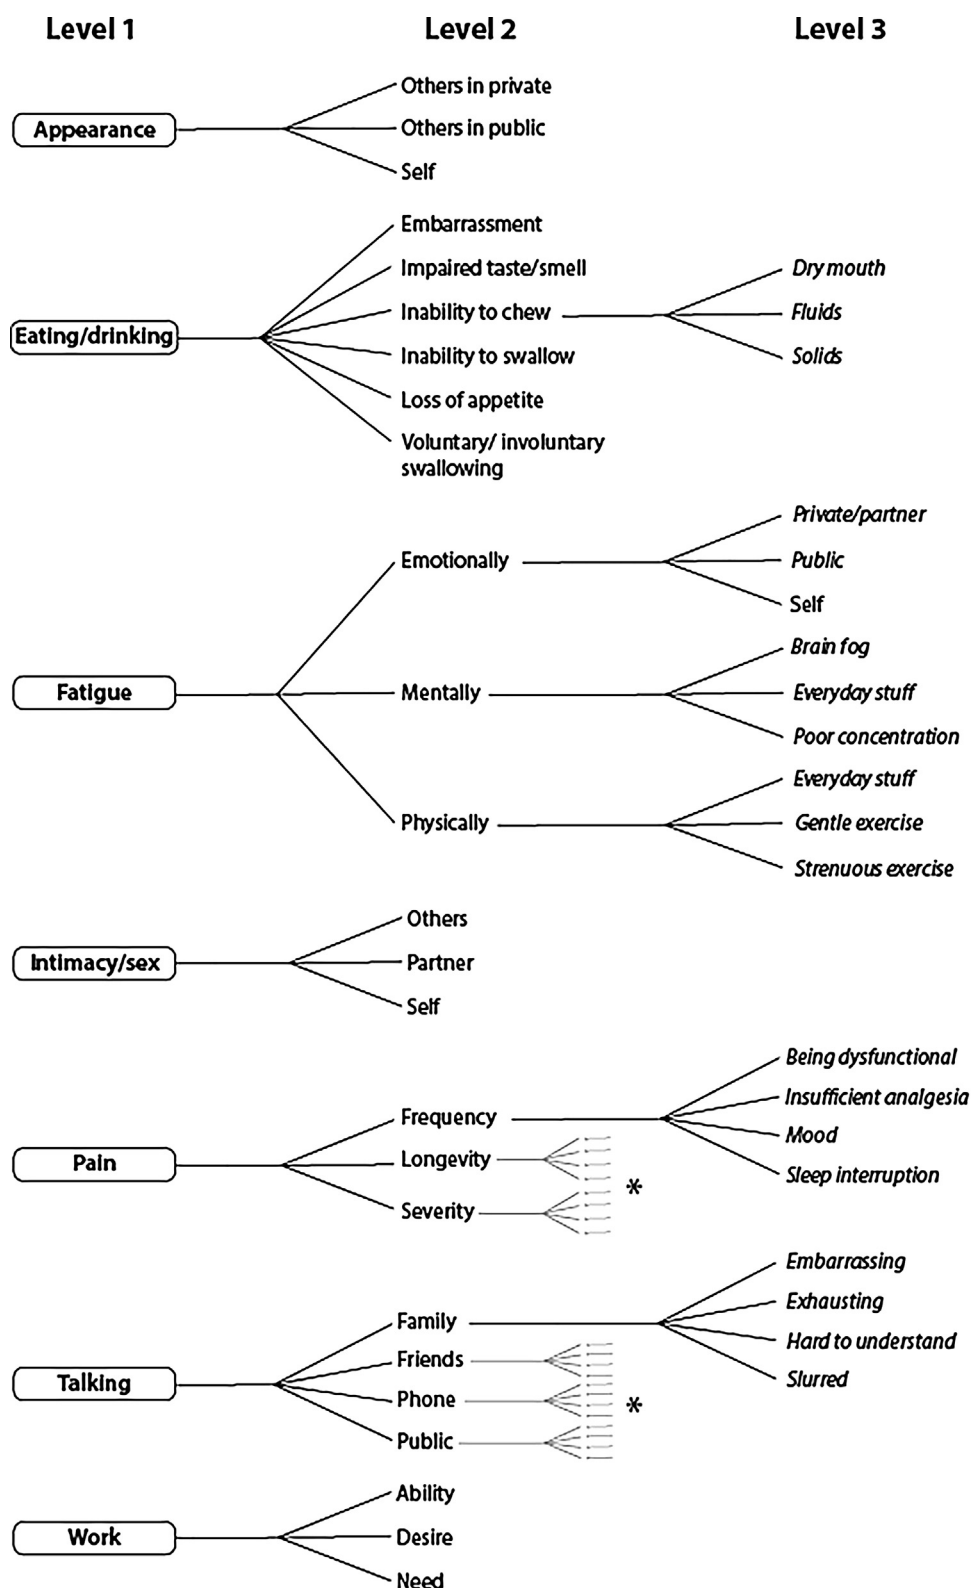 Level 1
Level 2
Level 3
Appearance
Others in private
Others in public
Self
Eating/drinking
Embarrassment
Impaired taste/smell
Inability to chew
Inability to swallow
Loss of appetite
Voluntary/ involuntary
swallowing
Dry mouth
Fluids
Solids
Fatigue
Emotionally
Private/partner
Public
Self
Mentally
Brain fog
Everyday stuff
Poor concentration
Physically
Everyday stuff
Gentle exercise
Strenuous exercise
Intimacy/sex
Others
Partner
Self
Pain
Frequency
Longevity
Severity
*
Being dysfunctional
Insufficient analgesia
Mood
Sleep interruption
Talking
Family
Friends
Phone
Public
*
Embarrassing
Exhausting
Hard to understand
Slurred
Work
Ability
Desire
Need